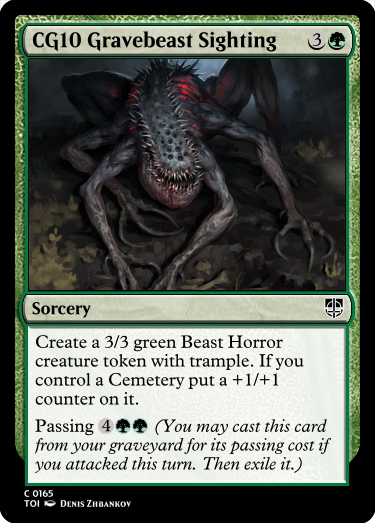 CG10 Gravebeast Sighting 3
Sorcery
Create a 3/3 green Beast Horror
creature token with trample. If you
control a Cemetery put a +1/+1
counter on it.
Passing 4 (You may cast this card
from your graveyard for its passing cost if
you attacked this turn. Then exile it.)
C 0165
TOI Denis Zhbankov